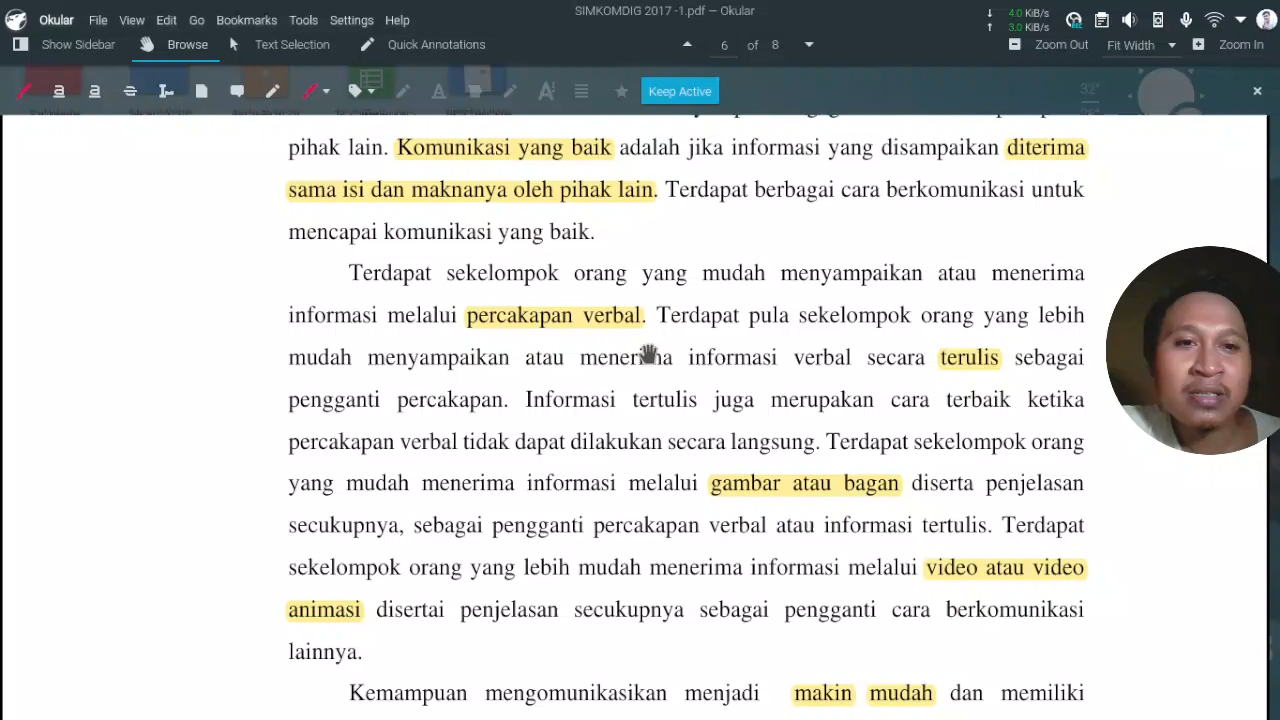 SIMKOMDIG 2017 -1.pdf — Okular
Okular File View Edit Go Bookmarks Tools Settings Help
4.0 KiB/s
3.0 KiB/s
Show Sidebar Browse Text Selection Quick Annotations 6 of 8 Zoom Out Fit Width Zoom In
Keep Active
32°
pihak lain. Komunikasi yang baik adalah jika informasi yang disampaikan diterima
sama isi dan maknanya oleh pihak lain. Terdapat berbagai cara berkomunikasi untuk
mencapai komunikasi yang baik.
Terdapat sekelompok orang yang mudah menyampaikan atau menerima
informasi melalui percakapan verbal. Terdapat pula sekelompok orang yang lebih
mudah menyampaikan atau menerima informasi verbal secara terulis sebagai
pengganti percakapan. Informasi tertulis juga merupakan cara terbaik ketika
percakapan verbal tidak dapat dilakukan secara langsung. Terdapat sekelompok orang
yang mudah menerima informasi melalui gambar atau bagan diserta penjelasan
secukupnya, sebagai pengganti percakapan verbal atau informasi tertulis. Terdapat
sekelompok orang yang lebih mudah menerima informasi melalui video atau video
animasi disertai penjelasan secukupnya sebagai pengganti cara berkomunikasi
lainnya.
Kemampuan mengomunikasikan menjadi makin mudah dan memiliki